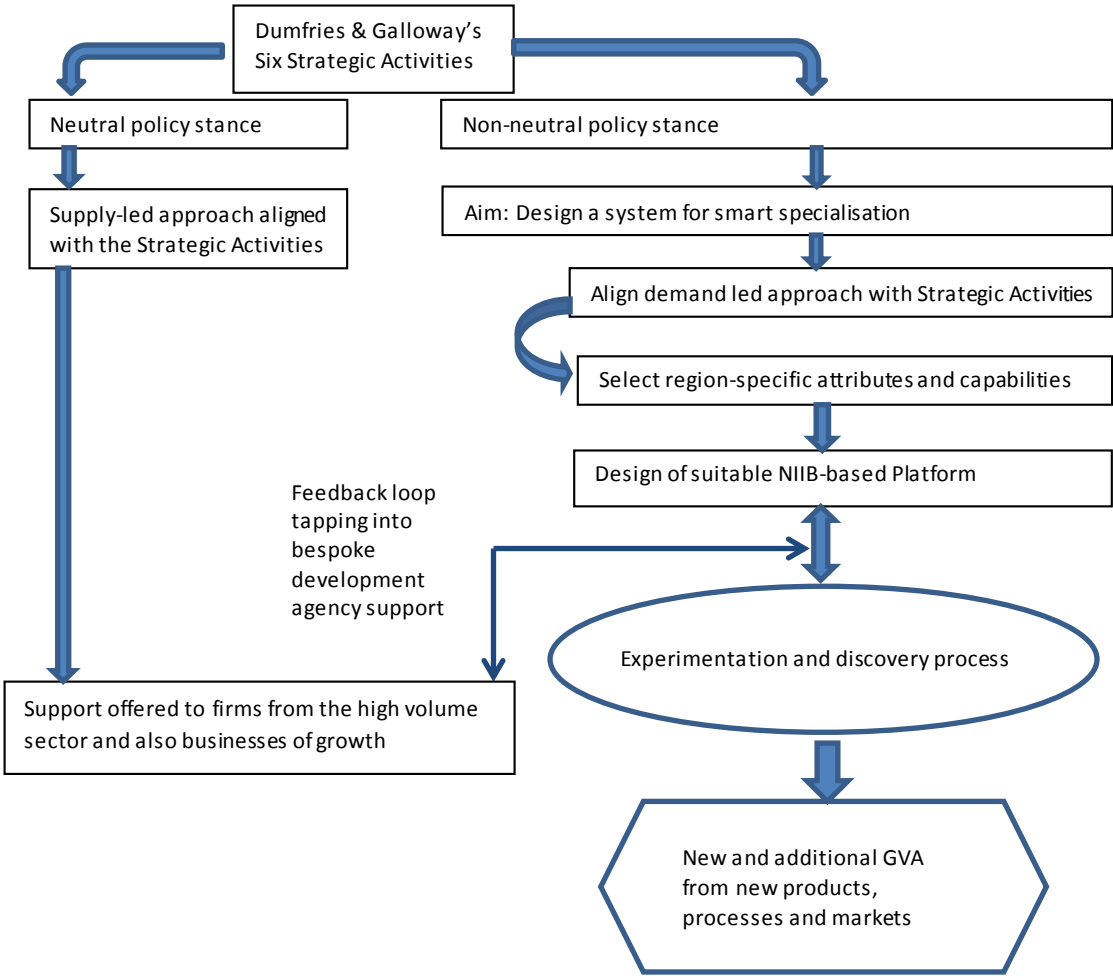 Dumfries & Galloway’s
Six Strategic Activities
Neutral policy stance
Non-neutral policy stance
Supply-led approach aligned
with the Strategic Activities
Aim: Design a system for smart specialisation
Align demand led approach with Strategic Activities
Select region-specific attributes and capabilities
Design of suitable NIIB-based Platform
Feedback loop
tapping into
bespoke
development
agency support
Experimentation and discovery process
Support offered to firms from the high volume
sector and also businesses of growth
New and additional GVA
from new products,
processes and markets